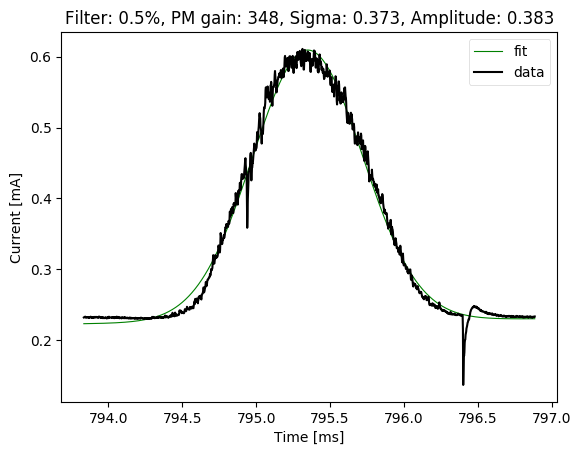 Filter: 0.5%, PM gain: 348, Sigma: 0.373, Amplitude: 0.383
fit
data
0.6
0.5
0.4
0.3
0.2
Current [mA]
794.0 794.5 795.0 795.5 796.0 796.5 797.0
Time [ms]